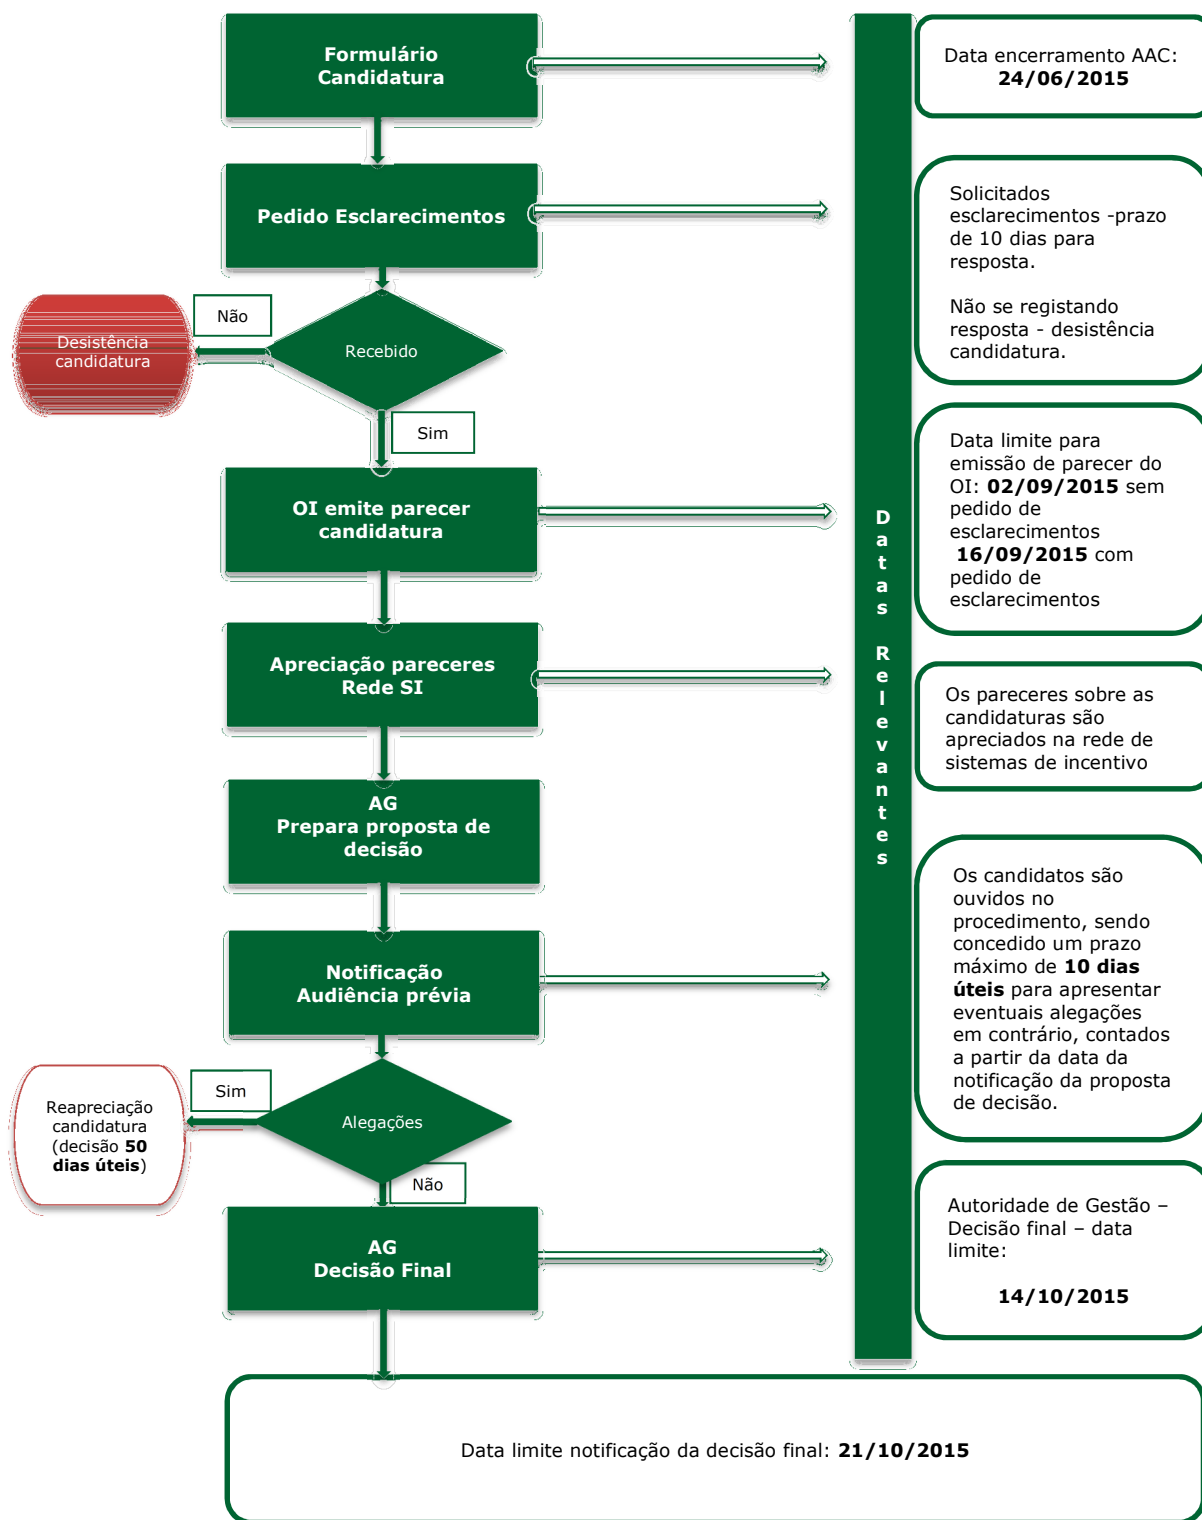 Formulário
Candidatura
Data encerramento AAC:
24/06/2015
Pedido Esclarecimentos
Solicitados
esclarecimentos -prazo
de 10 dias para
resposta.
Não se registando
resposta - desistência
candidatura.
Não
Desistência
candidatura
Recebido
Sim
OI emite parecer
candidatura
Data limite para
emissão de parecer do
OI: 02/09/2015 sem
pedido de
esclarecimentos
16/09/2015 com
pedido de
esclarecimentos
Datas Relevantes
Apreciação pareceres
Rede SI
Os pareceres sobre as
candidaturas são
apreciados na rede de
sistemas de incentivo
AG
Prepara proposta de
decisão
Notificação
Audiência prévia
Os candidatos são
ouvidos no
procedimento, sendo
concedido um prazo
máximo de 10 dias
úteis para apresentar
eventuais alegações
em contrário, contados
a partir da data da
notificação da proposta
de decisão.
Sim
Reapreciação
candidatura
(decisão 50
dias úteis)
Alegações
Não
AG
Decisão Final
Autoridade de Gestão –
Decisão final – data
limite:
14/10/2015
Data limite notificação da decisão final: 21/10/2015